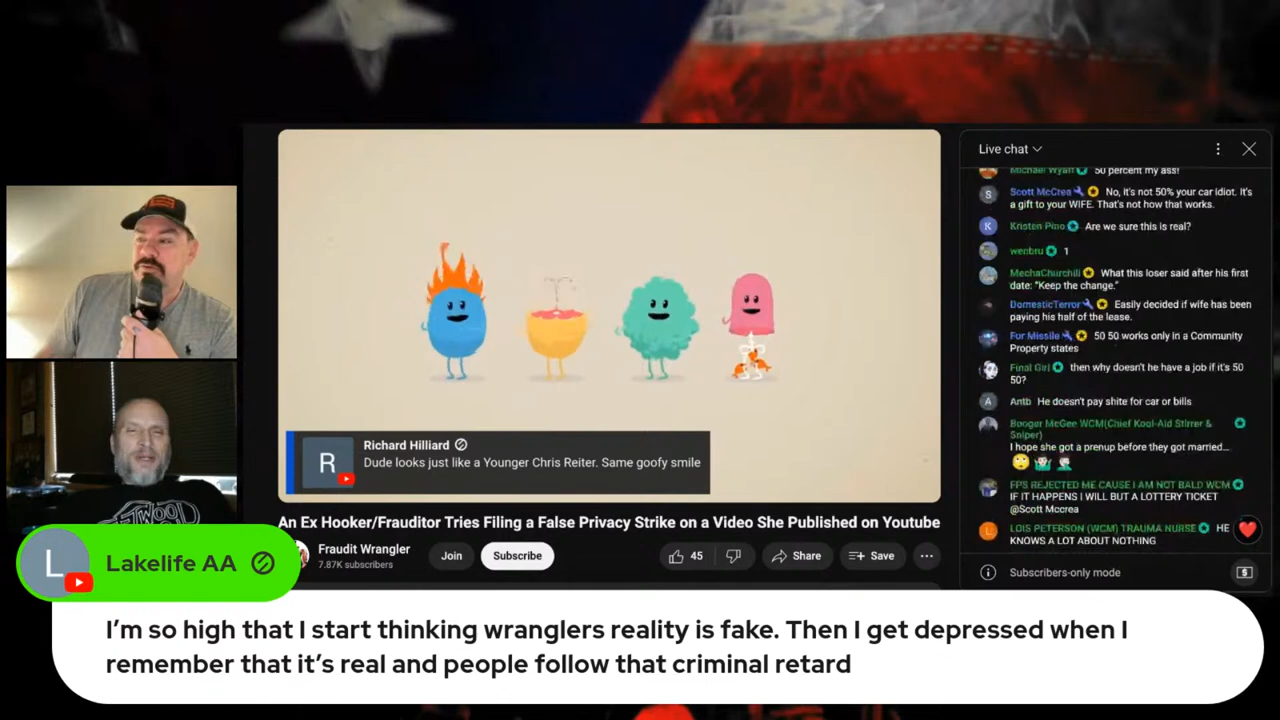 Live chat
Michael Wyatt 50 percent my ass!
Scott McCrea No, it's not 50% your car idiot. It's
a gift to your WIFE. That's not how that works.
Kristen Pino Are we sure this is real?
wenbru 1
MechaChurchill What this loser said after his first
date: "Keep the change."
DomesticTerror Easily decided if wife has been
paying his half of the lease.
For Missile 50 50 works only in a Community
Property states
Final Girl then why doesn't he have a job if it's 50
50?
A Antb He doesn't pay shite for car or bills
Booger McGee WCM(Chief Kool-Aid Stirrer &
Sniper)
I hope she got a prenup before they got married...
FPS REJECTED ME CAUSE I AM NOT BALD WCM
IF IT HAPPENS I WILL BUT A LOTTERY TICKET
@Scott Mccrea
L LOIS PETERSON (WCM) TRAUMA NURSE HE
KNOWS A LOT ABOUT NOTHING
Subscribers-only mode
R
Richard Hilliard
Dude looks just like a Younger Chris Reiter. Same goofy smile
An Ex Hooker/Frauditor Tries Filing a False Privacy Strike on a Video She Published on Youtube
Fraudit Wrangler
7.87K subscribers
Join
Subscribe
45
Share
Save
L
Lakelife AA
I'm so high that I start thinking wranglers reality is fake. Then I get depressed when I
remember that it's real and people follow that criminal retard